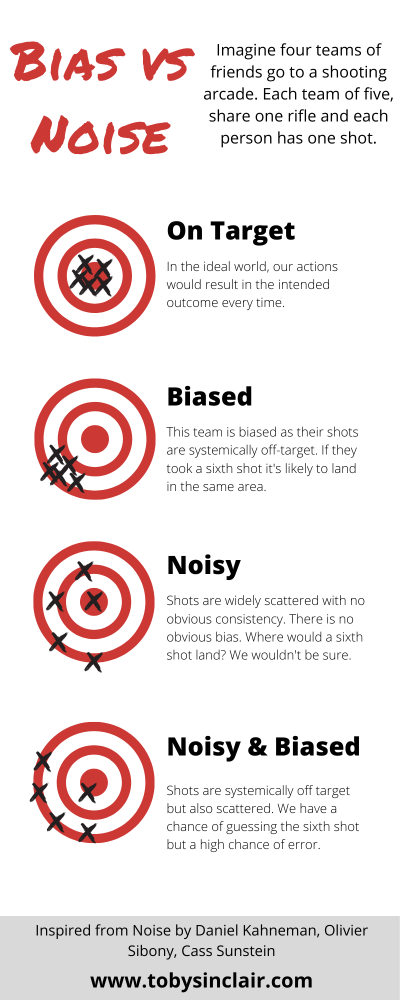 Bias vs
Noise
Imagine four teams of
friends go to a shooting
arcade. Each team of five,
share one rifle and each
person has one shot.
On Target
In the ideal world, our actions
would result in the intended
outcome every time.
Biased
This team is biased as their shots
are systemically off-target. If they
took a sixth shot it's likely to land
in the same area.
Noisy
Shots are widely scattered with no
obvious consistency. There is no
obvious bias. Where would a sixth
shot land? We wouldn't be sure.
Noisy & Biased
Shots are systemically off target
but also scattered. We have a
chance of guessing the sixth shot
but a high chance of error.
Inspired from Noise by Daniel Kahneman, Olivier
Sibony, Cass Sunstein
www.tobysinclair.com